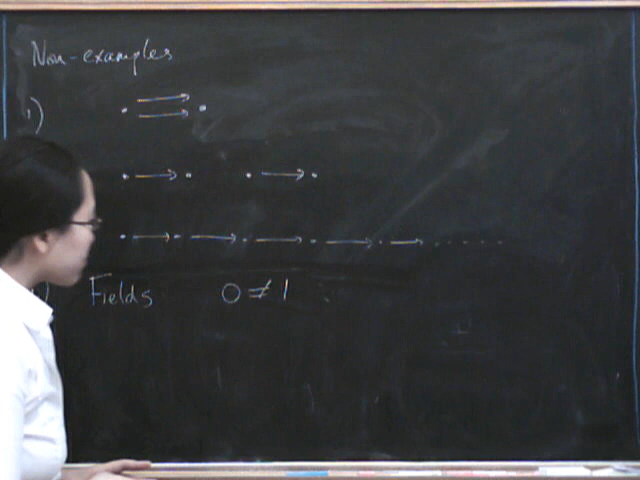 Non-examples
1)
Fields 0 ≠ 1